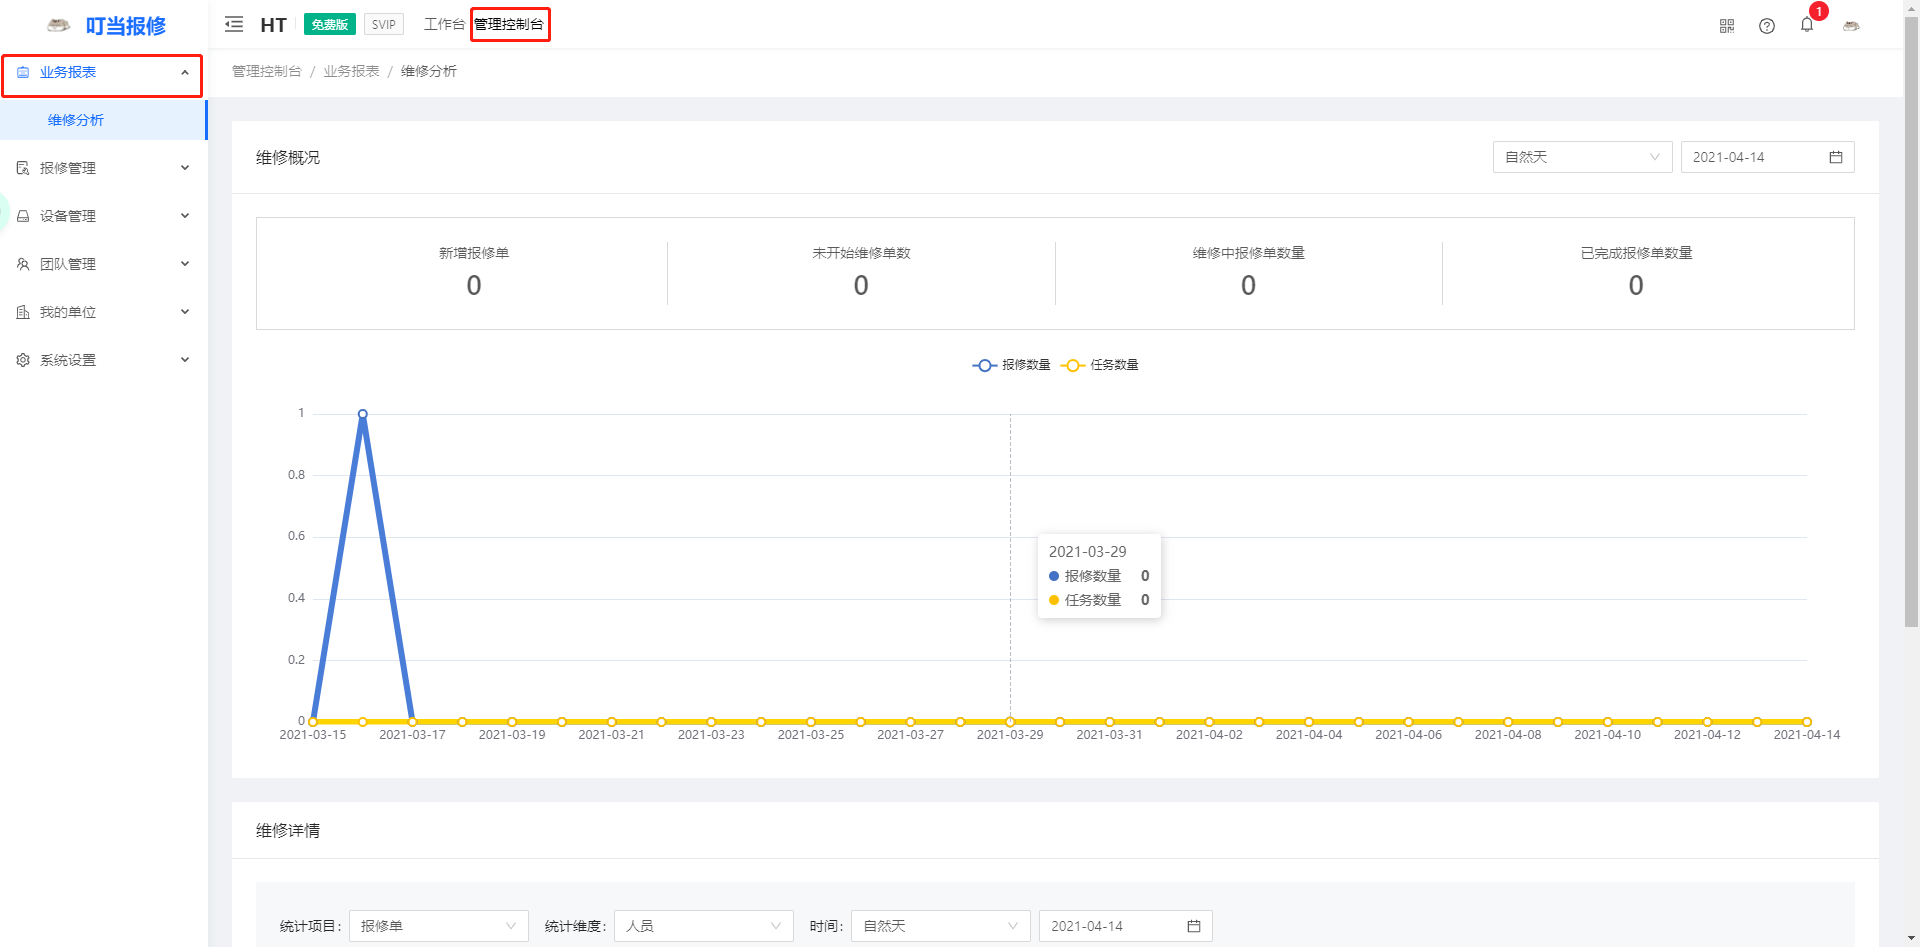 叮当报修
HT 免费版 SVIP 工作台 管理控制台
1
业务报表
维修分析
报修管理
设备管理
团队管理
我的单位
系统设置
管理控制台 / 业务报表 / 维修分析
维修概况
自然天 2021-04-14
新增报修单 未开始维修单数 维修中报修单数量 已完成报修单数量
0 0 0 0
报修数量 任务数量
1
0.8
0.6
0.4
0.2
0
2021-03-29
报修数量 0
任务数量 0
2021-03-15 2021-03-17 2021-03-19 2021-03-21 2021-03-23 2021-03-25 2021-03-27 2021-03-29 2021-03-31 2021-04-02 2021-04-04 2021-04-06 2021-04-08 2021-04-10 2021-04-12 2021-04-14
维修详情
统计项目: 报修单 统计维度: 人员 时间: 自然天 2021-04-14